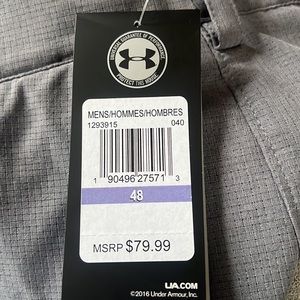 UNIVERSAL GUARANTEE OF PERFORMANCE
PROTECT THIS HOUSE
MENS/HOMMES/HOMBRES
1293915 040
1 90496 27571 3
48
MSRP $79.99
UA.COM
©2016 Under Armour, Inc.